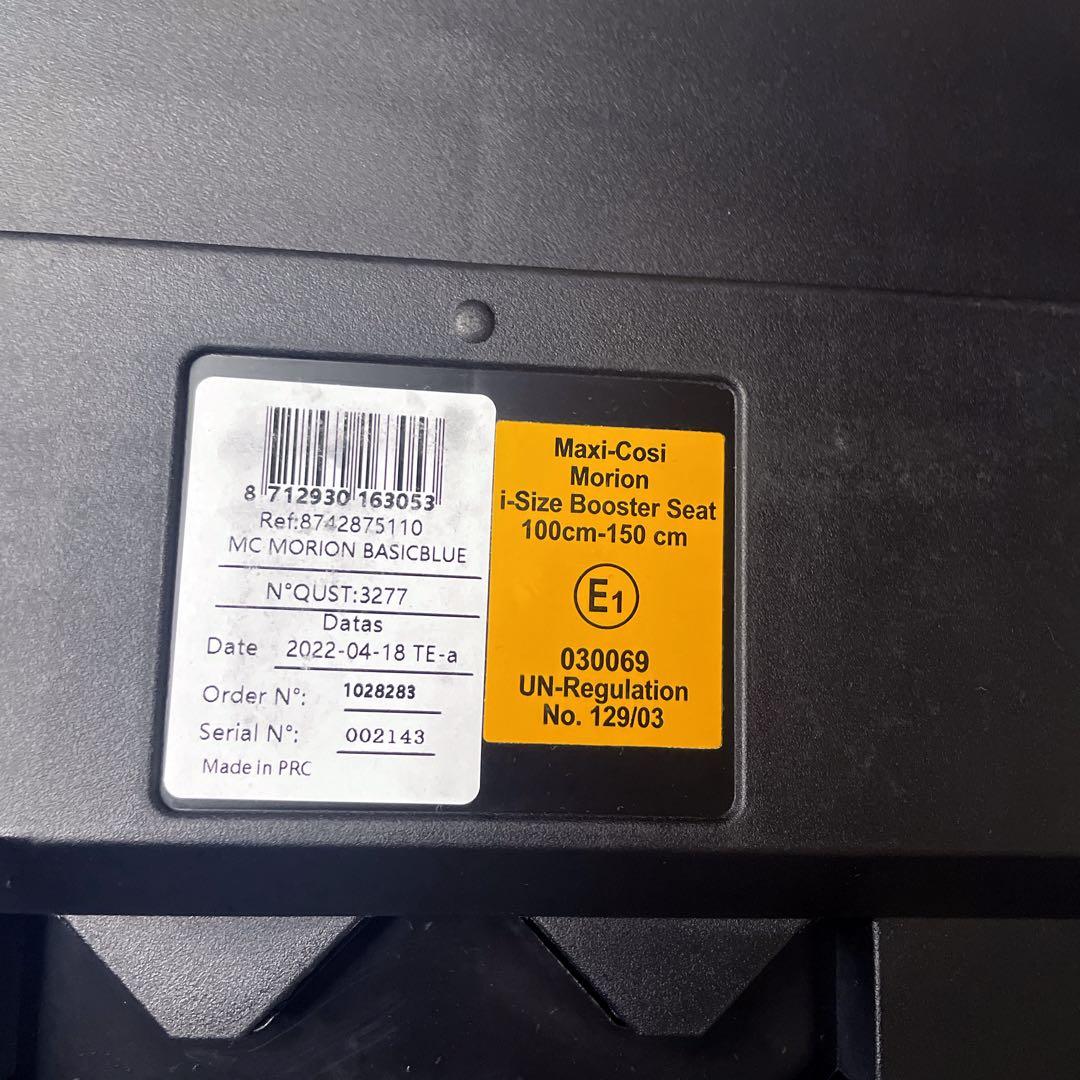 8 712930 163053
Ref:8742875110
MC MORION BASICBLUE
N°QUST:3277
Datas
Date 2022-04-18 TE-a
Order N°: 1028283
Serial N°: 002143
Made in PRC
Maxi-Cosi
Morion
i-Size Booster Seat
100cm-150 cm
E1
030069
UN-Regulation
No. 129/03